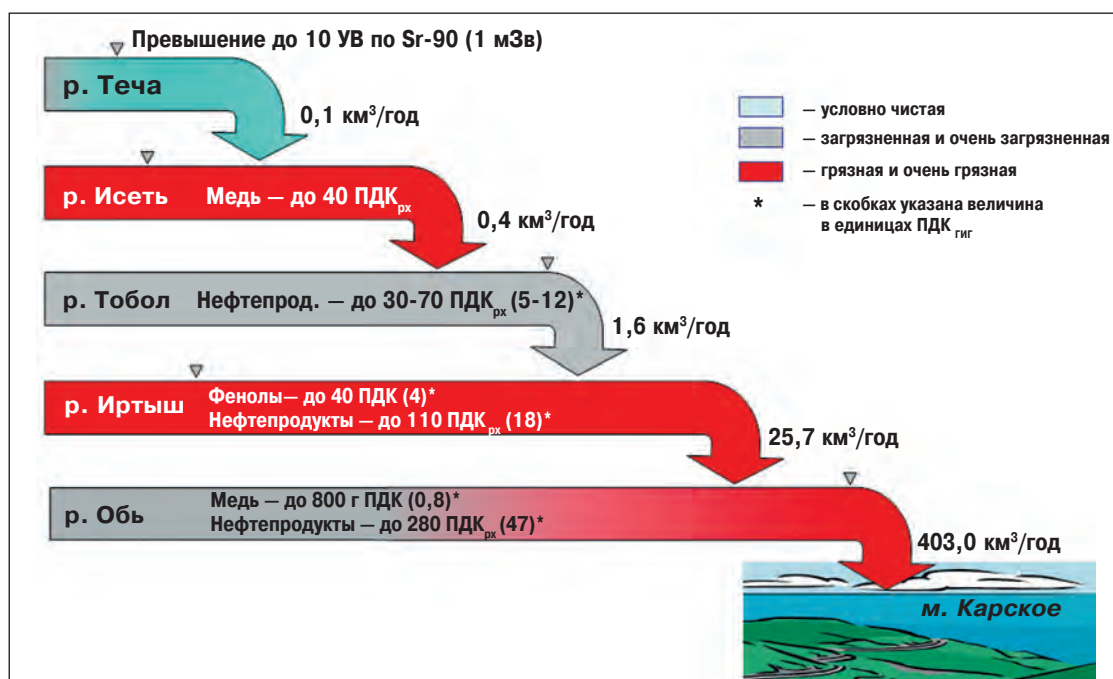 Превышение до 10 УВ по Sr-90 (1 мЗв)
р. Теча
0,1 км³/год
– условно чистая
– загрязненная и очень загрязненная
– грязная и очень грязная
* – в скобках указана величина
в единицах ПДК гиг
р. Исеть Медь – до 40 ПДКрх
0,4 км³/год
р. Тобол Нефтепрод. – до 30-70 ПДКрх (5-12)*
1,6 км³/год
р. Иртыш
Фенолы– до 40 ПДК (4)*
Нефтепродукты – до 110 ПДКрх (18)*
25,7 км³/год
р. Обь
Медь – до 800 г ПДК (0,8)*
Нефтепродукты – до 280 ПДКрх (47)*
403,0 км³/год
м. Карское